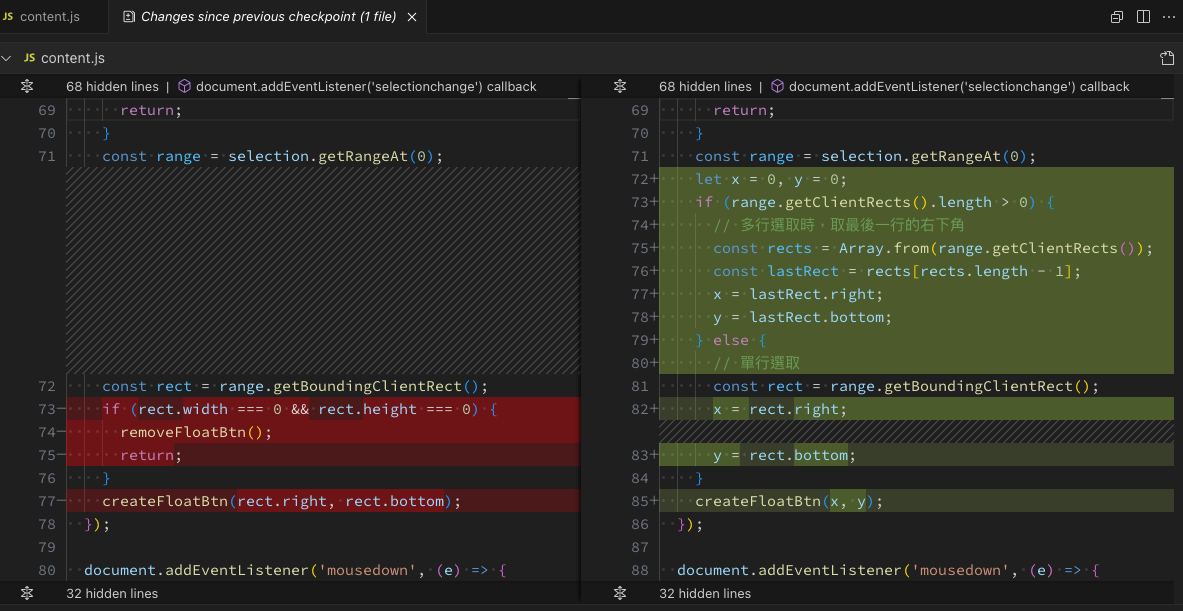 JS content.js
Changes since previous checkpoint (1 file)
JS content.js
68 hidden lines | document.addEventListener('selectionchange') callback
69 return;
70 }
71 const range = selection.getRangeAt(0);
72 const rect = range.getBoundingClientRect();
73— if (rect.width === 0 && rect.height === 0) {
74— removeFloatBtn();
75— return;
76 }
77— createFloatBtn(rect.right, rect.bottom);
78 });
79
80 document.addEventListener('mousedown', (e) => {
32 hidden lines
68 hidden lines | document.addEventListener('selectionchange') callback
69 return;
70 }
71 const range = selection.getRangeAt(0);
72+ let x = 0, y = 0;
73+ if (range.getClientRects().length > 0) {
74+ // 多行選取時，取最後一行的右下角
75+ const rects = Array.from(range.getClientRects());
76+ const lastRect = rects[rects.length - 1];
77+ x = lastRect.right;
78+ y = lastRect.bottom;
79+ } else {
80+ // 單行選取
81 const rect = range.getBoundingClientRect();
82+ x = rect.right;
83+ y = rect.bottom;
84 }
85+ createFloatBtn(x, y);
86 });
87
88 document.addEventListener('mousedown', (e) => {
32 hidden lines